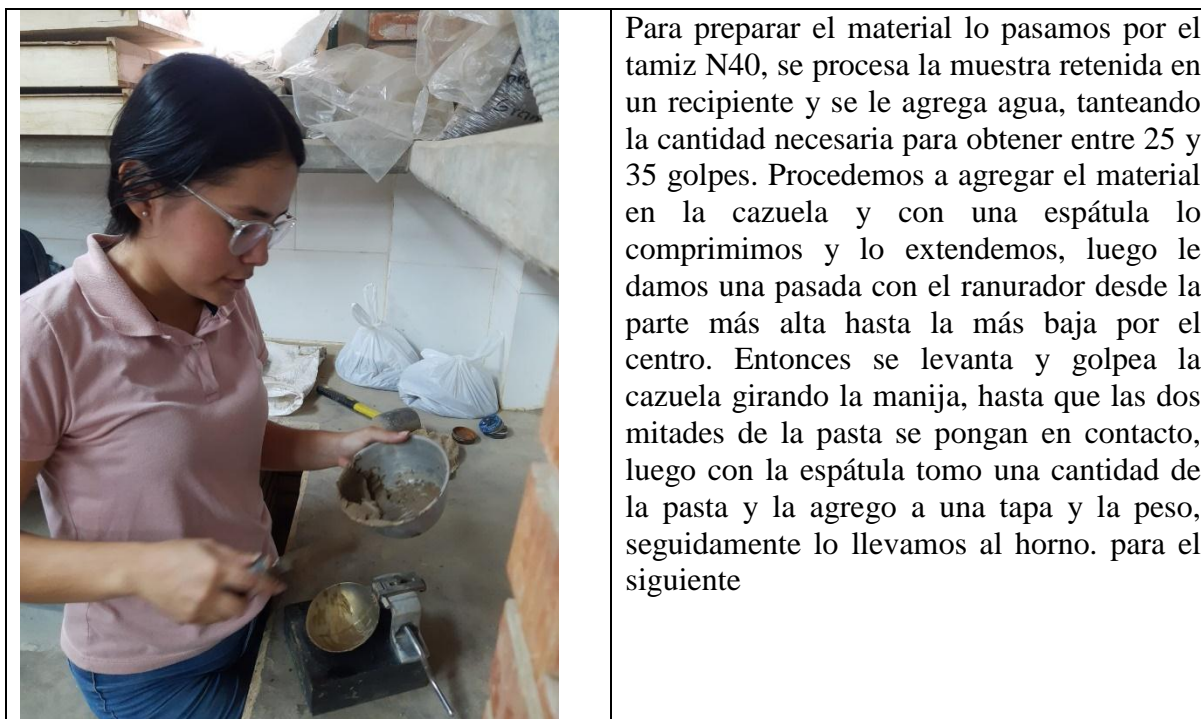 Para preparar el material lo pasamos por el
tamiz N40, se procesa la muestra retenida en
un recipiente y se le agrega agua, tanteando
la cantidad necesaria para obtener entre 25 y
35 golpes. Procedemos a agregar el material
en la cazuela y con una espátula lo
comprimimos y lo extendemos, luego le
damos una pasada con el ranurador desde la
parte más alta hasta la más baja por el
centro. Entonces se levanta y golpea la
cazuela girando la manija, hasta que las dos
mitades de la pasta se pongan en contacto,
luego con la espátula tomo una cantidad de
la pasta y la agrego a una tapa y la peso,
seguidamente lo llevamos al horno. para el
siguiente